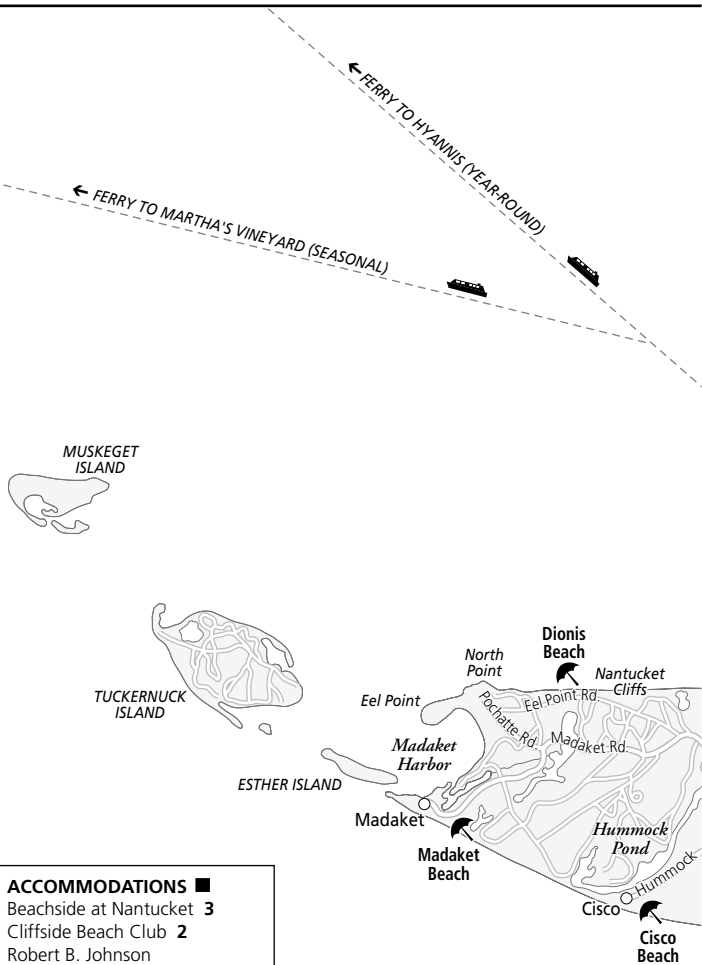 ← FERRY TO HYANNIS (YEAR-ROUND)
← FERRY TO MARTHA'S VINEYARD (SEASONAL)
MUSKEGET
ISLAND
TUCKERNUCK
ISLAND
ESTHER ISLAND
Eel Point
North
Point
Dionis
Beach
Nantucket
Cliffs
Eel Point Rd.
Pochatte Rd.
Madaket Rd.
Madaket
Harbor
Madaket
Madaket
Beach
Hummock
Pond
Hummock
Cisco
Cisco
Beach
ACCOMMODATIONS ■
Beachside at Nantucket 3
Cliffside Beach Club 2
Robert B. Johnson